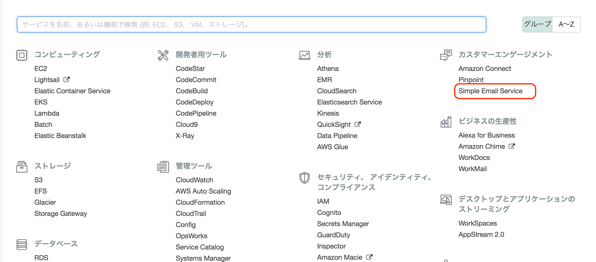 サービスを名前、あるいは機能で検索 (例: EC2、S3、VM、ストレージ)。
グループ
A〜Z
コンピューティング
EC2
Lightsail
Elastic Container Service
EKS
Lambda
Batch
Elastic Beanstalk
ストレージ
S3
EFS
Glacier
Storage Gateway
データベース
RDS
開発者用ツール
CodeStar
CodeCommit
CodeBuild
CodeDeploy
CodePipeline
Cloud9
X-Ray
管理ツール
CloudWatch
AWS Auto Scaling
CloudFormation
CloudTrail
Config
OpsWorks
Service Catalog
Systems Manager
分析
Athena
EMR
CloudSearch
Elasticsearch Service
Kinesis
QuickSight
Data Pipeline
AWS Glue
セキュリティ、 アイデンティティ、
コンプライアンス
IAM
Cognito
Secrets Manager
GuardDuty
Inspector
Amazon Macie
カスタマーエンゲージメント
Amazon Connect
Pinpoint
Simple Email Service
ビジネスの生産性
Alexa for Business
Amazon Chime
WorkDocs
WorkMail
デスクトップとアプリケーションの
ストリーミング
WorkSpaces
AppStream 2.0